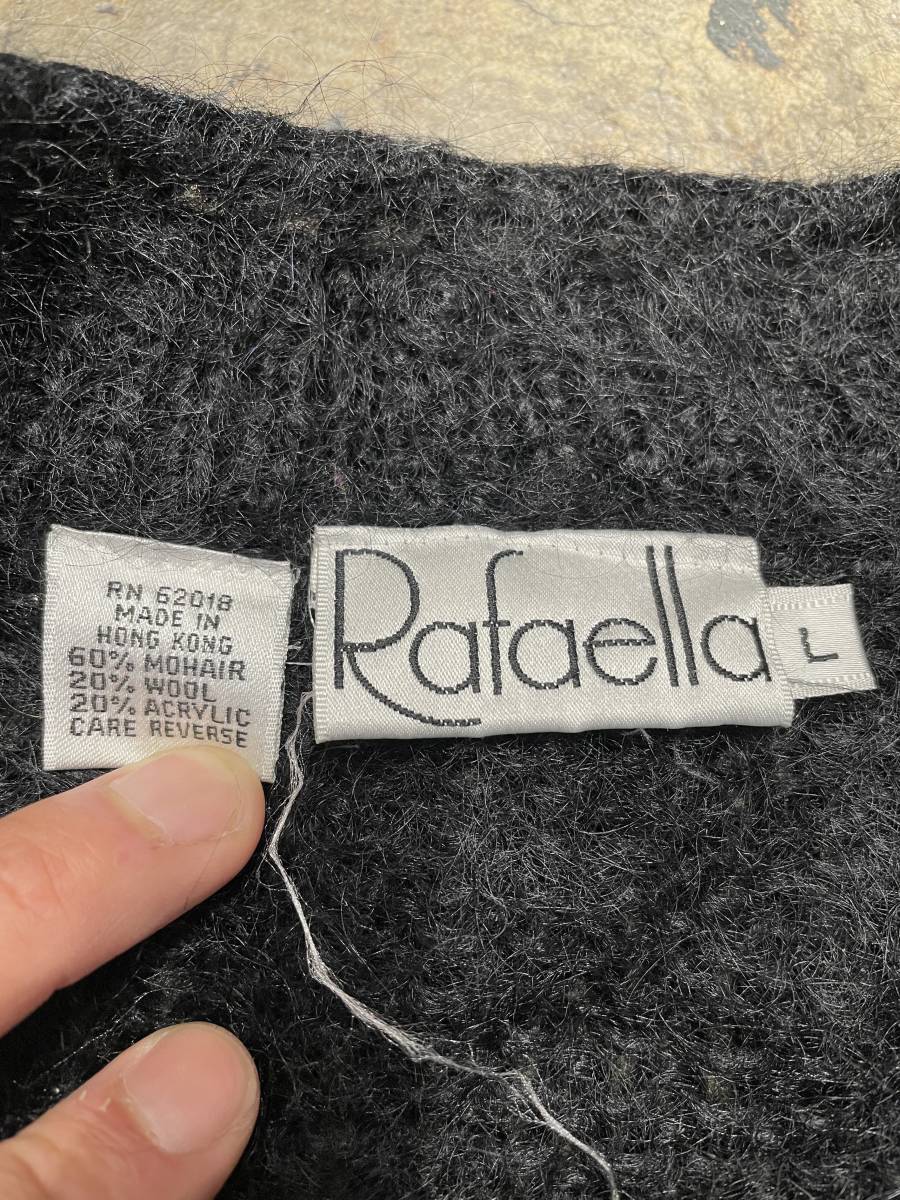 RN 62018
MADE IN
HONG KONG
60% MOHAIR
20% WOOL
20% ACRYLIC
CARE REVERSE
Rafaella
L